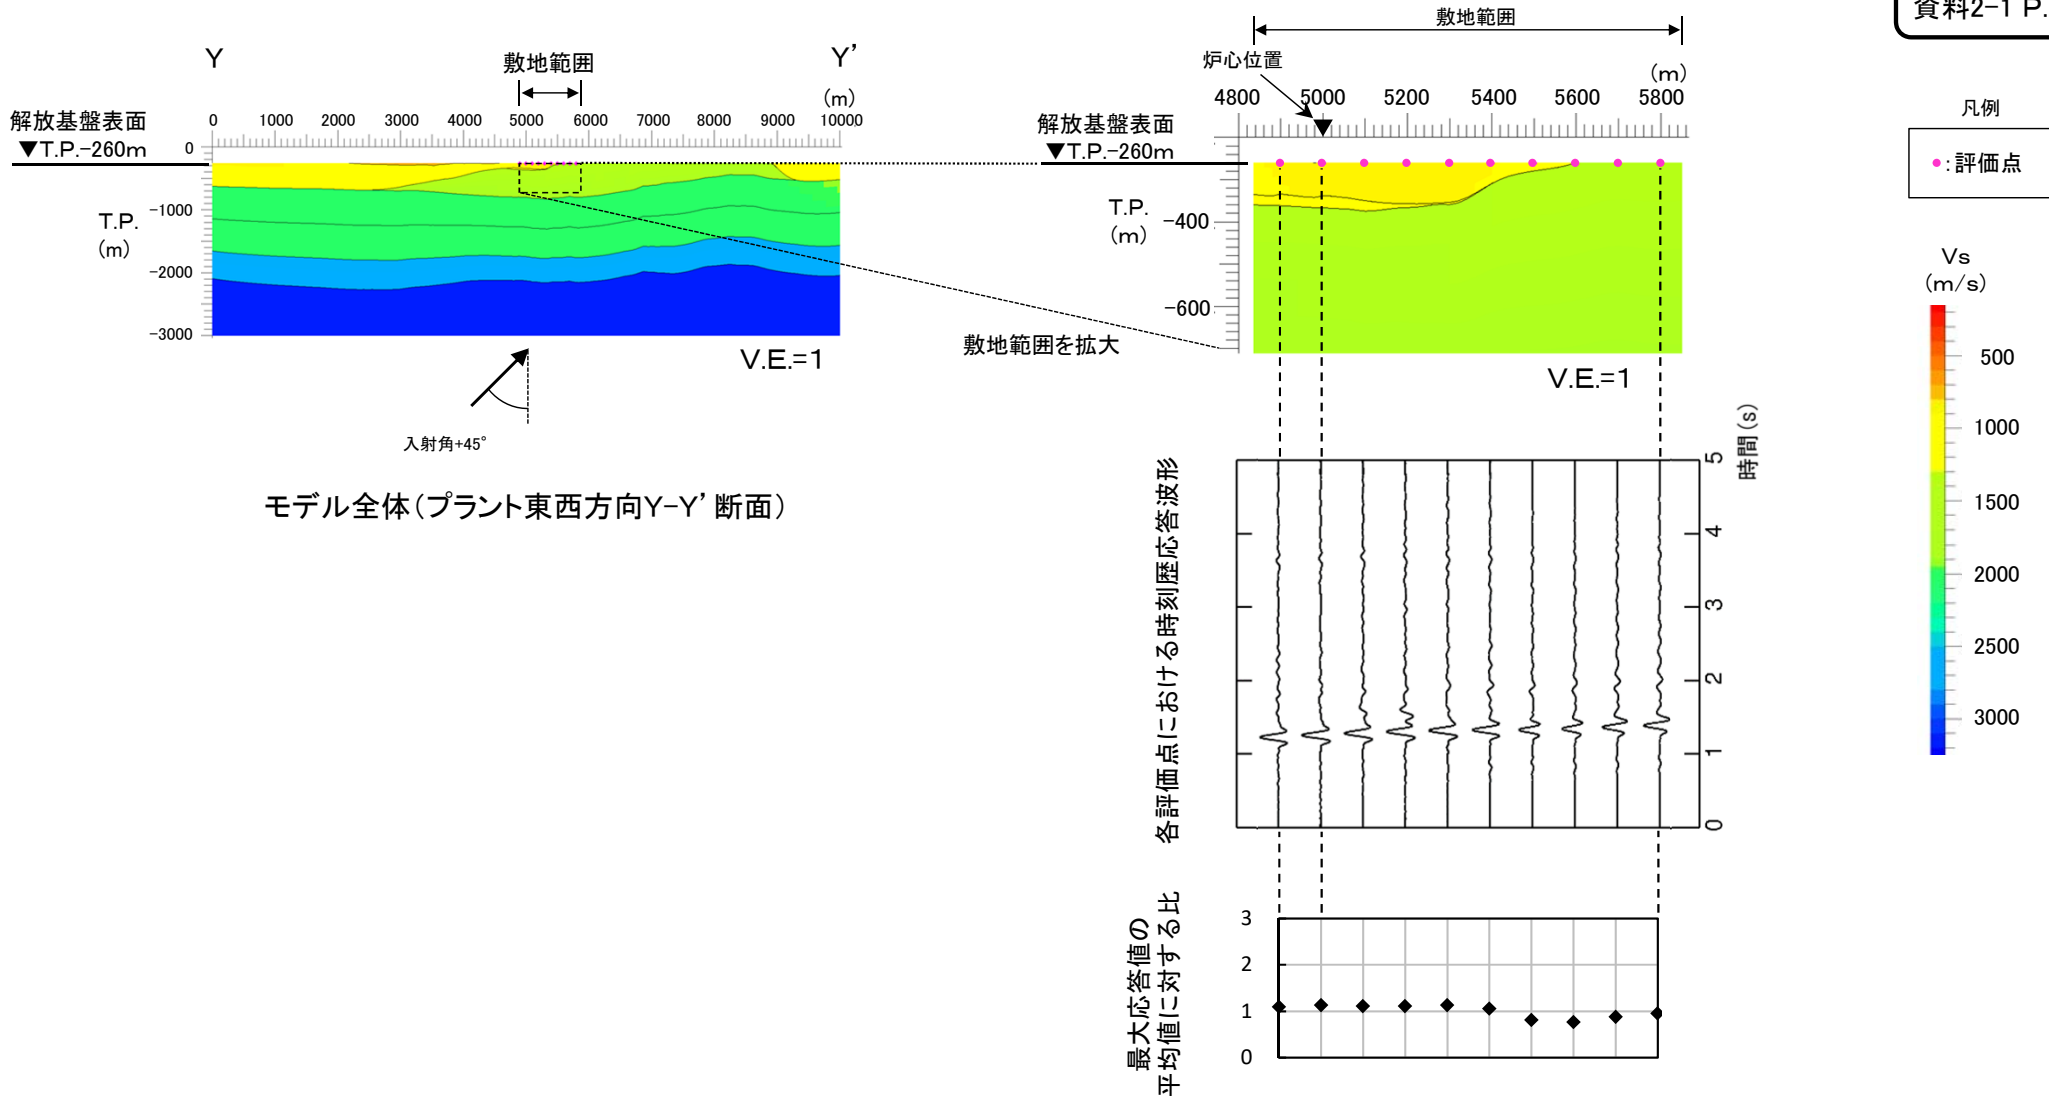 資料2-1 P.
Y
Y’
敷地範囲
(m)
0 1000 2000 3000 4000 5000 6000 7000 8000 9000 10000
解放基盤表面
▼T.P.-260m
0
-1000
-2000
-3000
T.P.
(m)
V.E.=1
入射角+45°
モデル全体(プラント東西方向Y-Y’断面)
敷地範囲
炉心位置
(m)
4800 5000 5200 5400 5600 5800
解放基盤表面
▼T.P.-260m
T.P.
(m)
-400
-600
敷地範囲を拡大
V.E.=1
凡例
●:評価点
Vs
(m/s)
500
1000
1500
2000
2500
3000
各評価点における時刻歴応答波形
時間(s)
5
4
3
2
1
0
最大応答値の
平均値に対する比
3
2
1
0